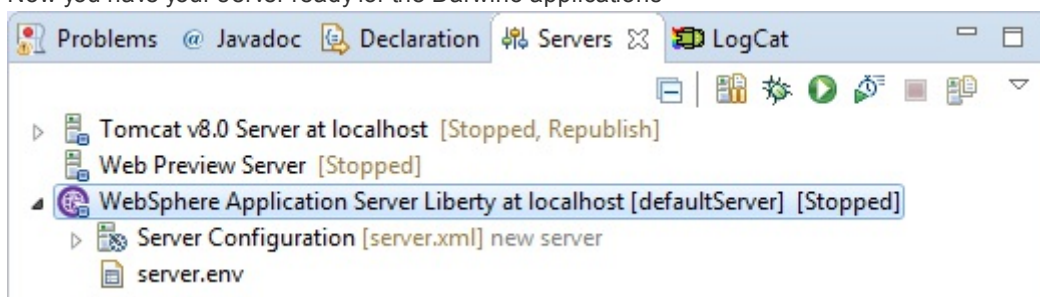 Now you have your server ready for the Darwino applications
Problems @ Javadoc Declaration Servers LogCat
Tomcat v8.0 Server at localhost [Stopped, Republish]
Web Preview Server [Stopped]
WebSphere Application Server Liberty at localhost [defaultServer] [Stopped]
Server Configuration [server.xml] new server
server.env